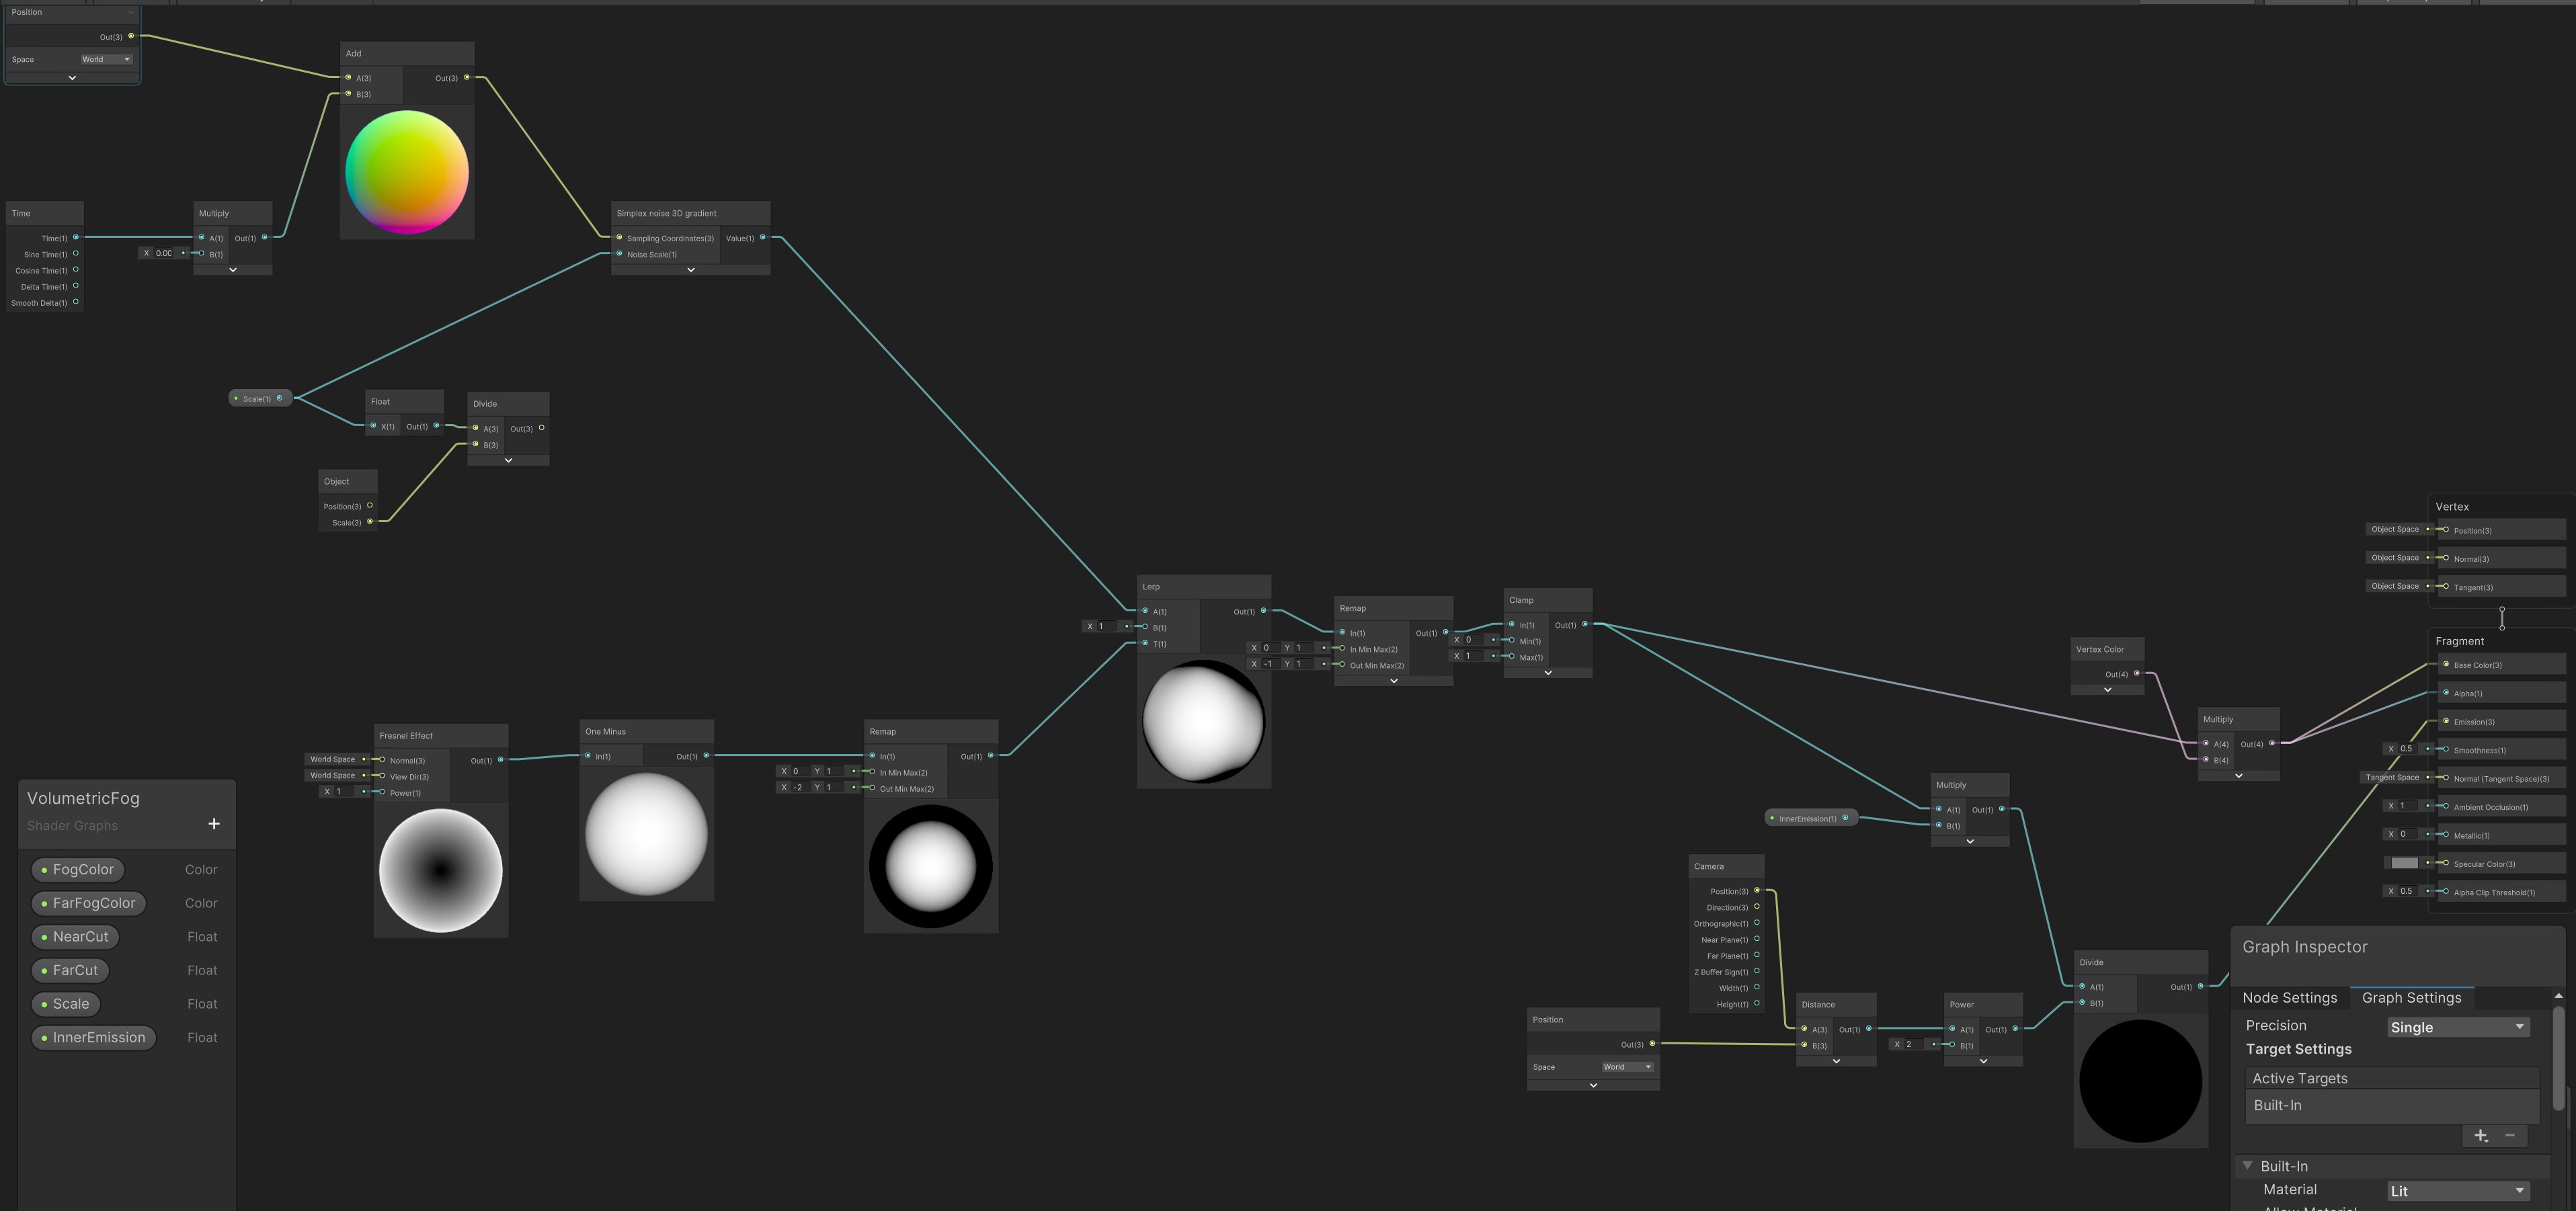 Position
Out(3)
Space World
Add
A(3) Out(3)
B(3)
Time
Time(1)
Sine Time(1)
Cosine Time(1)
Delta Time(1)
Smooth Delta(1)
Multiply
A(1) Out(1)
X 0.00 B(1)
Simplex noise 3D gradient
Sampling Coordinates(3) Value(1)
Noise Scale(1)
Scale(1)
Float
X(1) Out(1)
Divide
A(3) Out(3)
B(3)
Object
Position(3)
Scale(3)
Fresnel Effect
World Space Normal(3) Out(1)
World Space View Dir(3)
X 1 Power(1)
One Minus
In(1) Out(1)
Remap
In(1) Out(1)
X 0 Y 1 In Min Max(2)
X -2 Y 1 Out Min Max(2)
Lerp
A(1) Out(1)
X 1 B(1)
T(1)
Remap
In(1) Out(1)
X 0 Y 1 In Min Max(2)
X -1 Y 1 Out Min Max(2)
Clamp
In(1) Out(1)
X 0 Min(1)
X 1 Max(1)
Vertex Color
Out(4)
Multiply
A(4) Out(4)
B(4)
Multiply
A(1) Out(1)
B(1)
InnerEmission(1)
Camera
Position(3)
Direction(3)
Orthographic(1)
Near Plane(1)
Far Plane(1)
Z Buffer Sign(1)
Width(1)
Height(1)
Position
Out(3)
Space World
Distance
A(3) Out(1)
B(3)
Power
A(1) Out(1)
X 2 B(1)
Divide
A(1) Out(1)
B(1)
Vertex
Object Space Position(3)
Object Space Normal(3)
Object Space Tangent(3)
Fragment
Base Color(3)
Alpha(1)
Emission(3)
X 0.5 Smoothness(1)
Tangent Space Normal (Tangent Space)(3)
X 1 Ambient Occlusion(1)
X 0 Metallic(1)
Specular Color(3)
X 0.5 Alpha Clip Threshold(1)
VolumetricFog
Shader Graphs +
FogColor Color
FarFogColor Color
NearCut Float
FarCut Float
Scale Float
InnerEmission Float
Graph Inspector
Node Settings Graph Settings
Precision Single
Target Settings
Active Targets
Built-In
Built-In
Material Lit